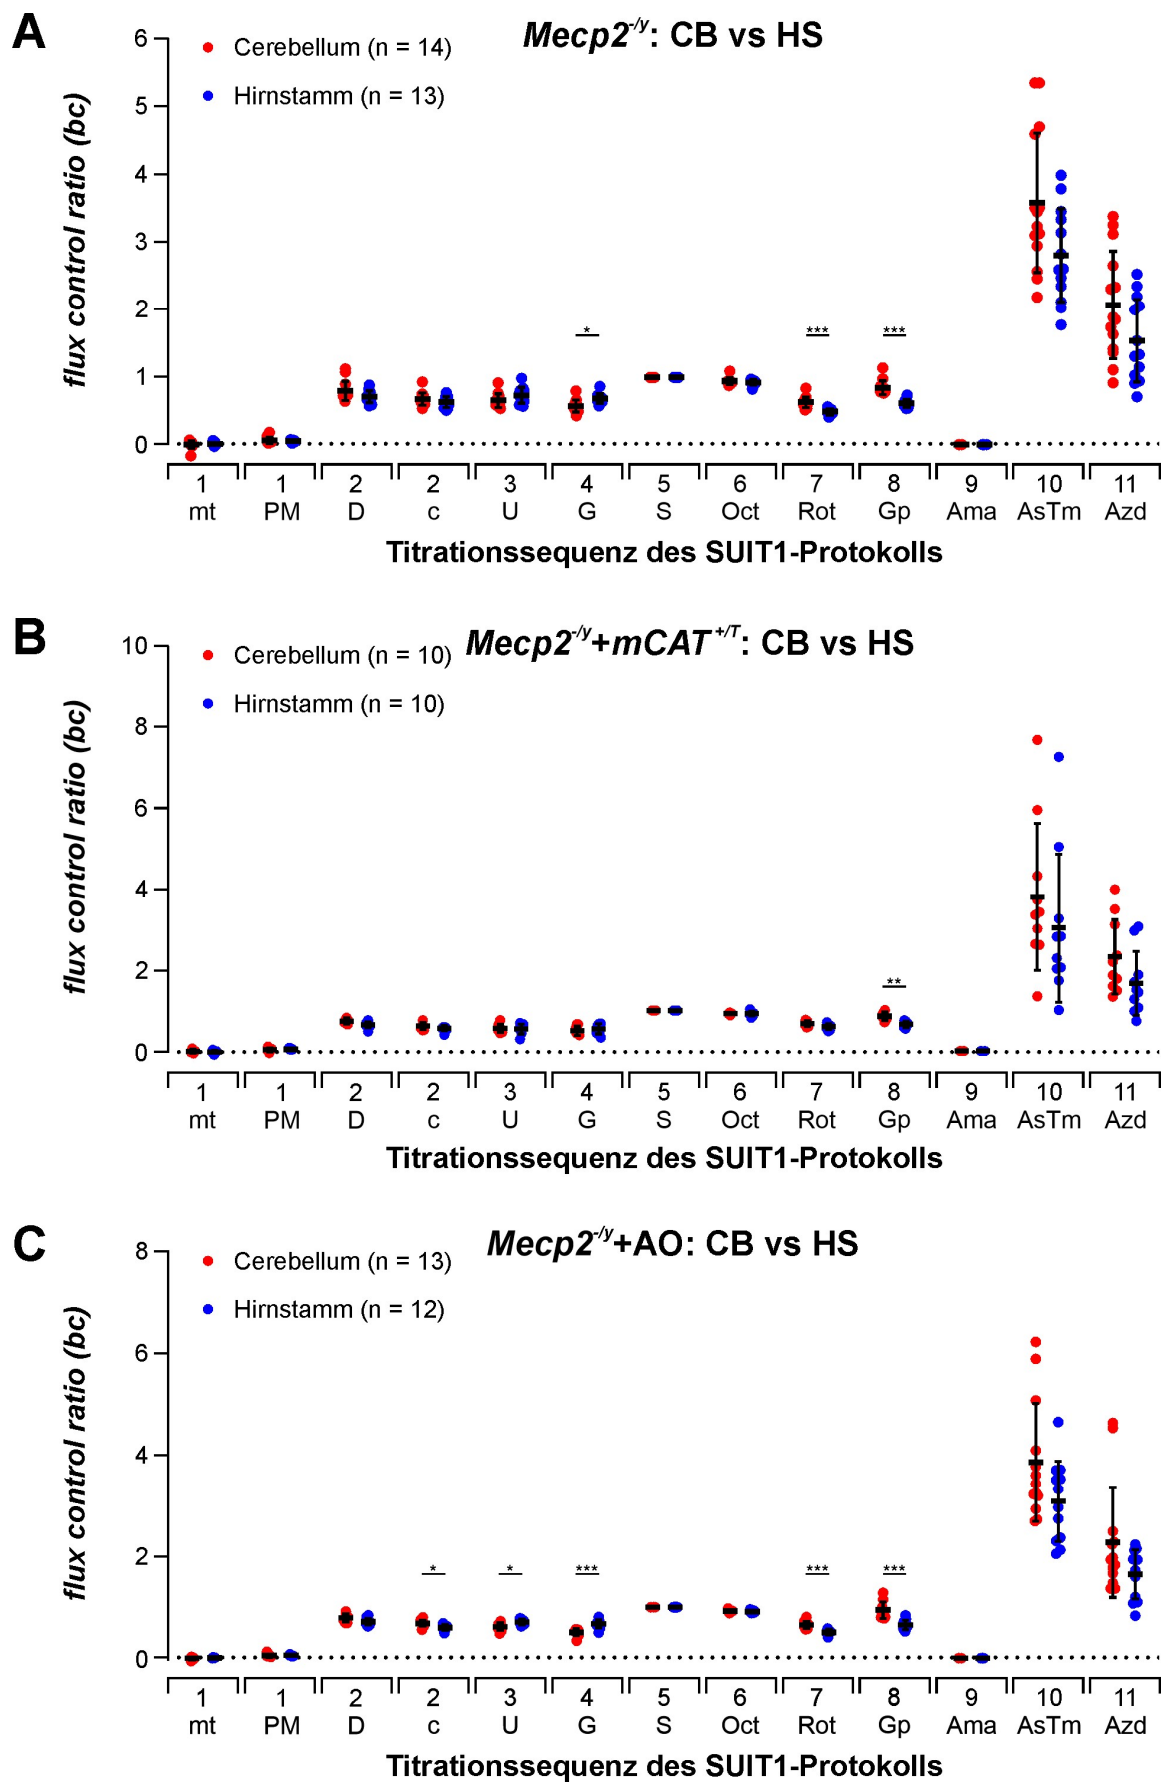 A
Mecp2-/y: CB vs HS
Cerebellum (n = 14)
Hirnstamm (n = 13)
flux control ratio (bc)
6
5
4
3
2
1
0
*
***
***
1 1 2 2 3 4 5 6 7 8 9 10 11
mt PM D c U G S Oct Rot Gp Ama AsTm Azd
Titrationssequenz des SUIT1-Protokolls
B
Mecp2-/y+mCAT+/T: CB vs HS
Cerebellum (n = 10)
Hirnstamm (n = 10)
flux control ratio (bc)
10
8
6
4
2
0
**
1 1 2 2 3 4 5 6 7 8 9 10 11
mt PM D c U G S Oct Rot Gp Ama AsTm Azd
Titrationssequenz des SUIT1-Protokolls
C
Mecp2-/y+AO: CB vs HS
Cerebellum (n = 13)
Hirnstamm (n = 12)
flux control ratio (bc)
8
6
4
2
0
*
*
***
***
***
1 1 2 2 3 4 5 6 7 8 9 10 11
mt PM D c U G S Oct Rot Gp Ama AsTm Azd
Titrationssequenz des SUIT1-Protokolls